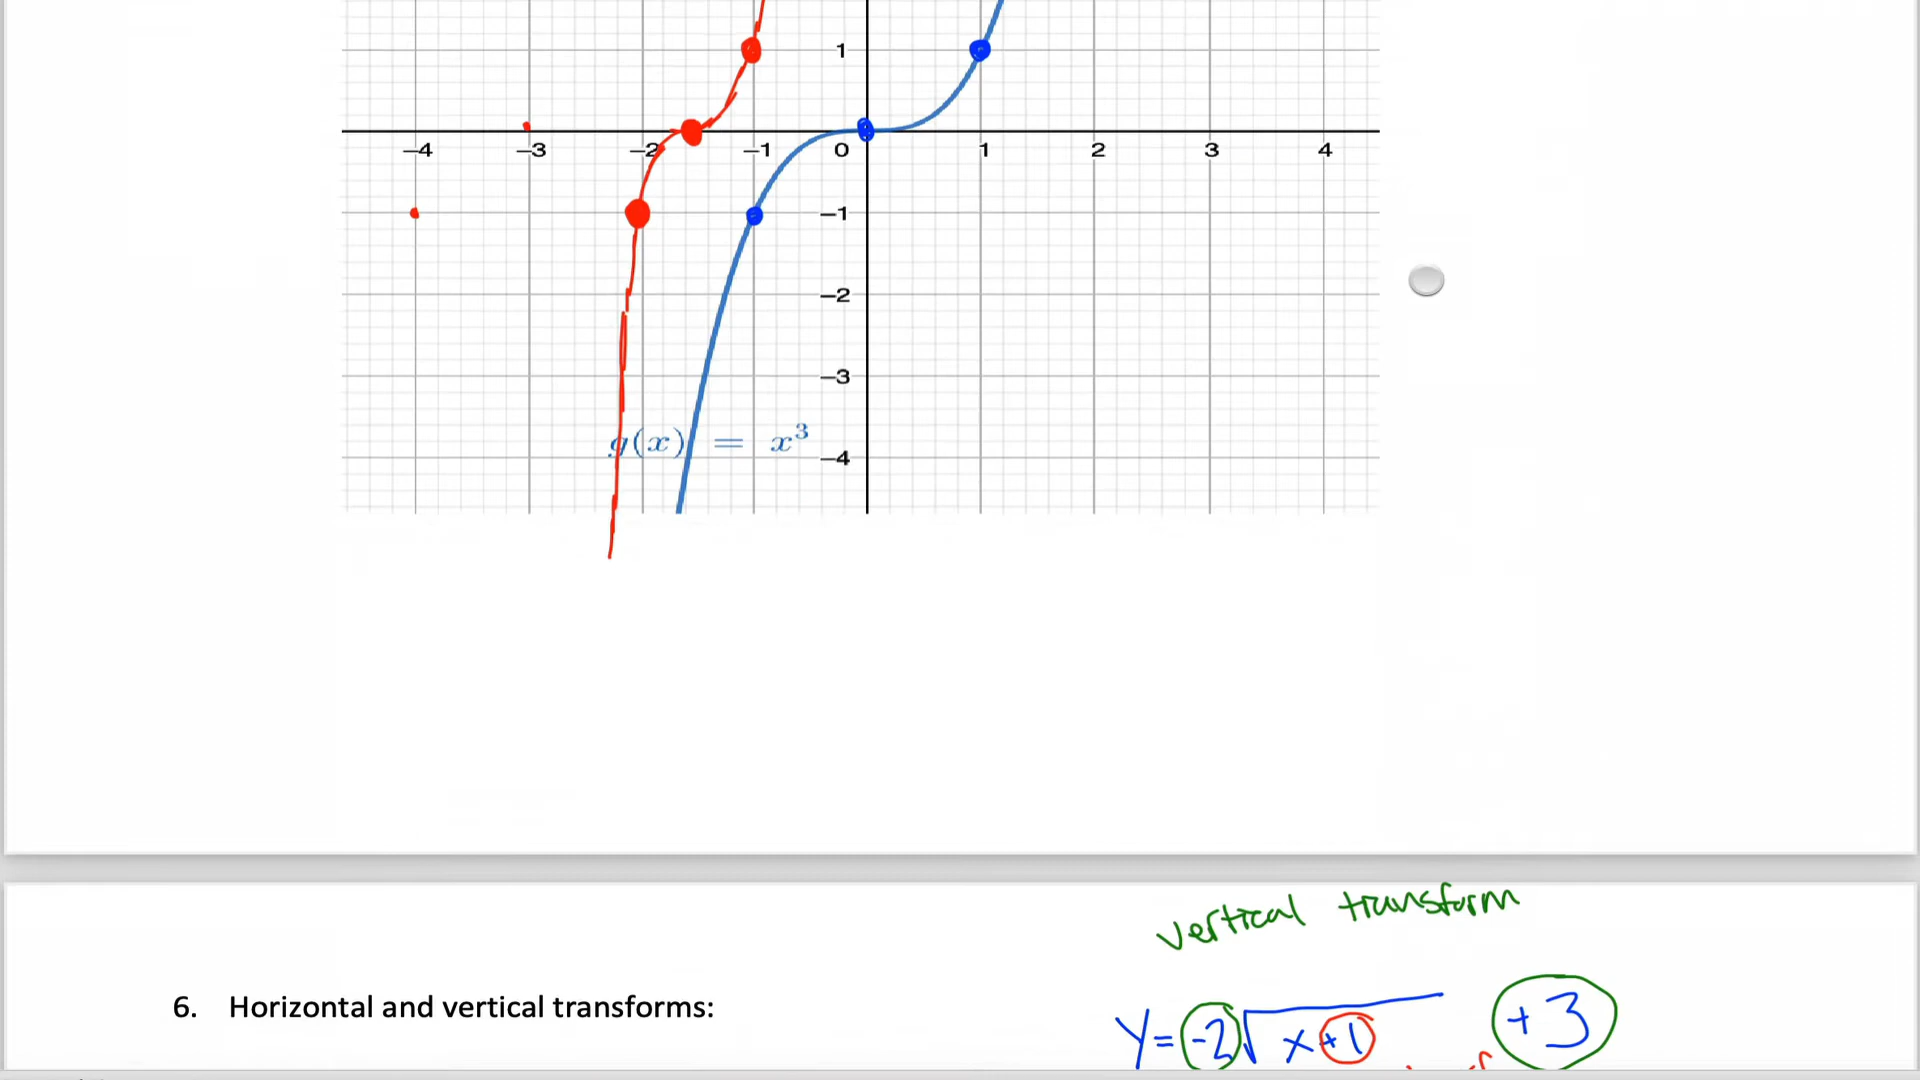 1
−4 −3 −2 −1 0 1 2 3 4
−1
−2
−3
g(x) = x³
−4
vertical transform
6. Horizontal and vertical transforms:
y = -2√x+1 +3